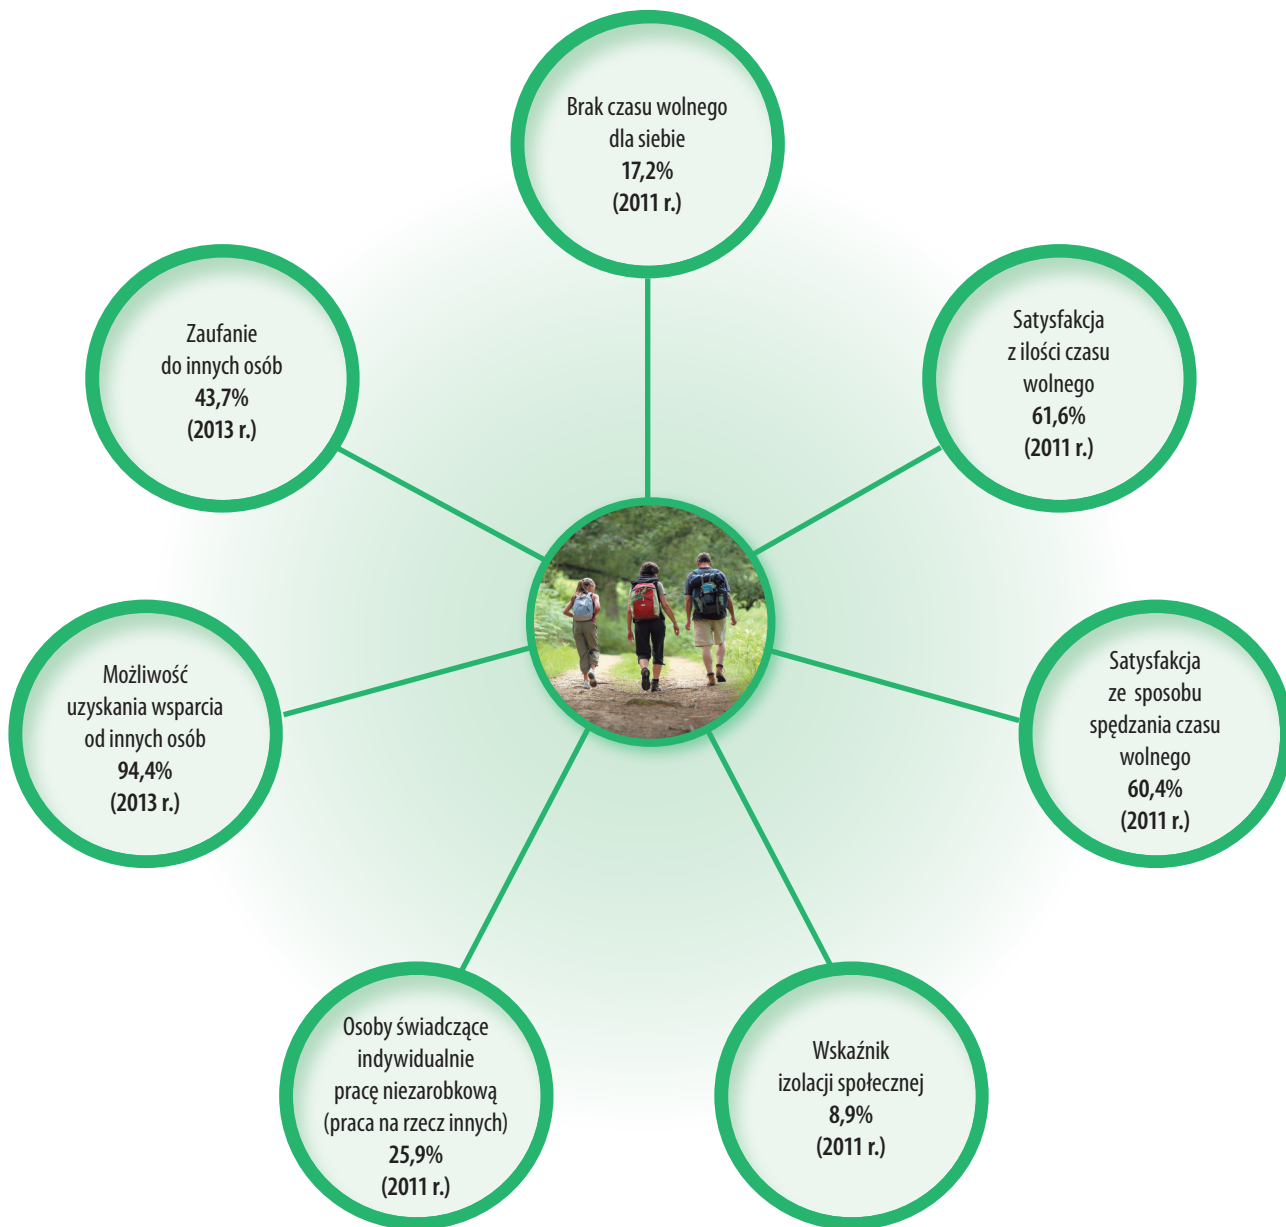 Brak czasu wolnego
dla siebie
17,2%
(2011 r.)
Satysfakcja
z ilości czasu
wolnego
61,6%
(2011 r.)
Satysfakcja
ze sposobu
spędzania czasu
wolnego
60,4%
(2011 r.)
Wskaźnik
izolacji społecznej
8,9%
(2011 r.)
Osoby świadczące
indywidualnie
pracę niezarobkową
(praca na rzecz innych)
25,9%
(2011 r.)
Możliwość
uzyskania wsparcia
od innych osób
94,4%
(2013 r.)
Zaufanie
do innych osób
43,7%
(2013 r.)